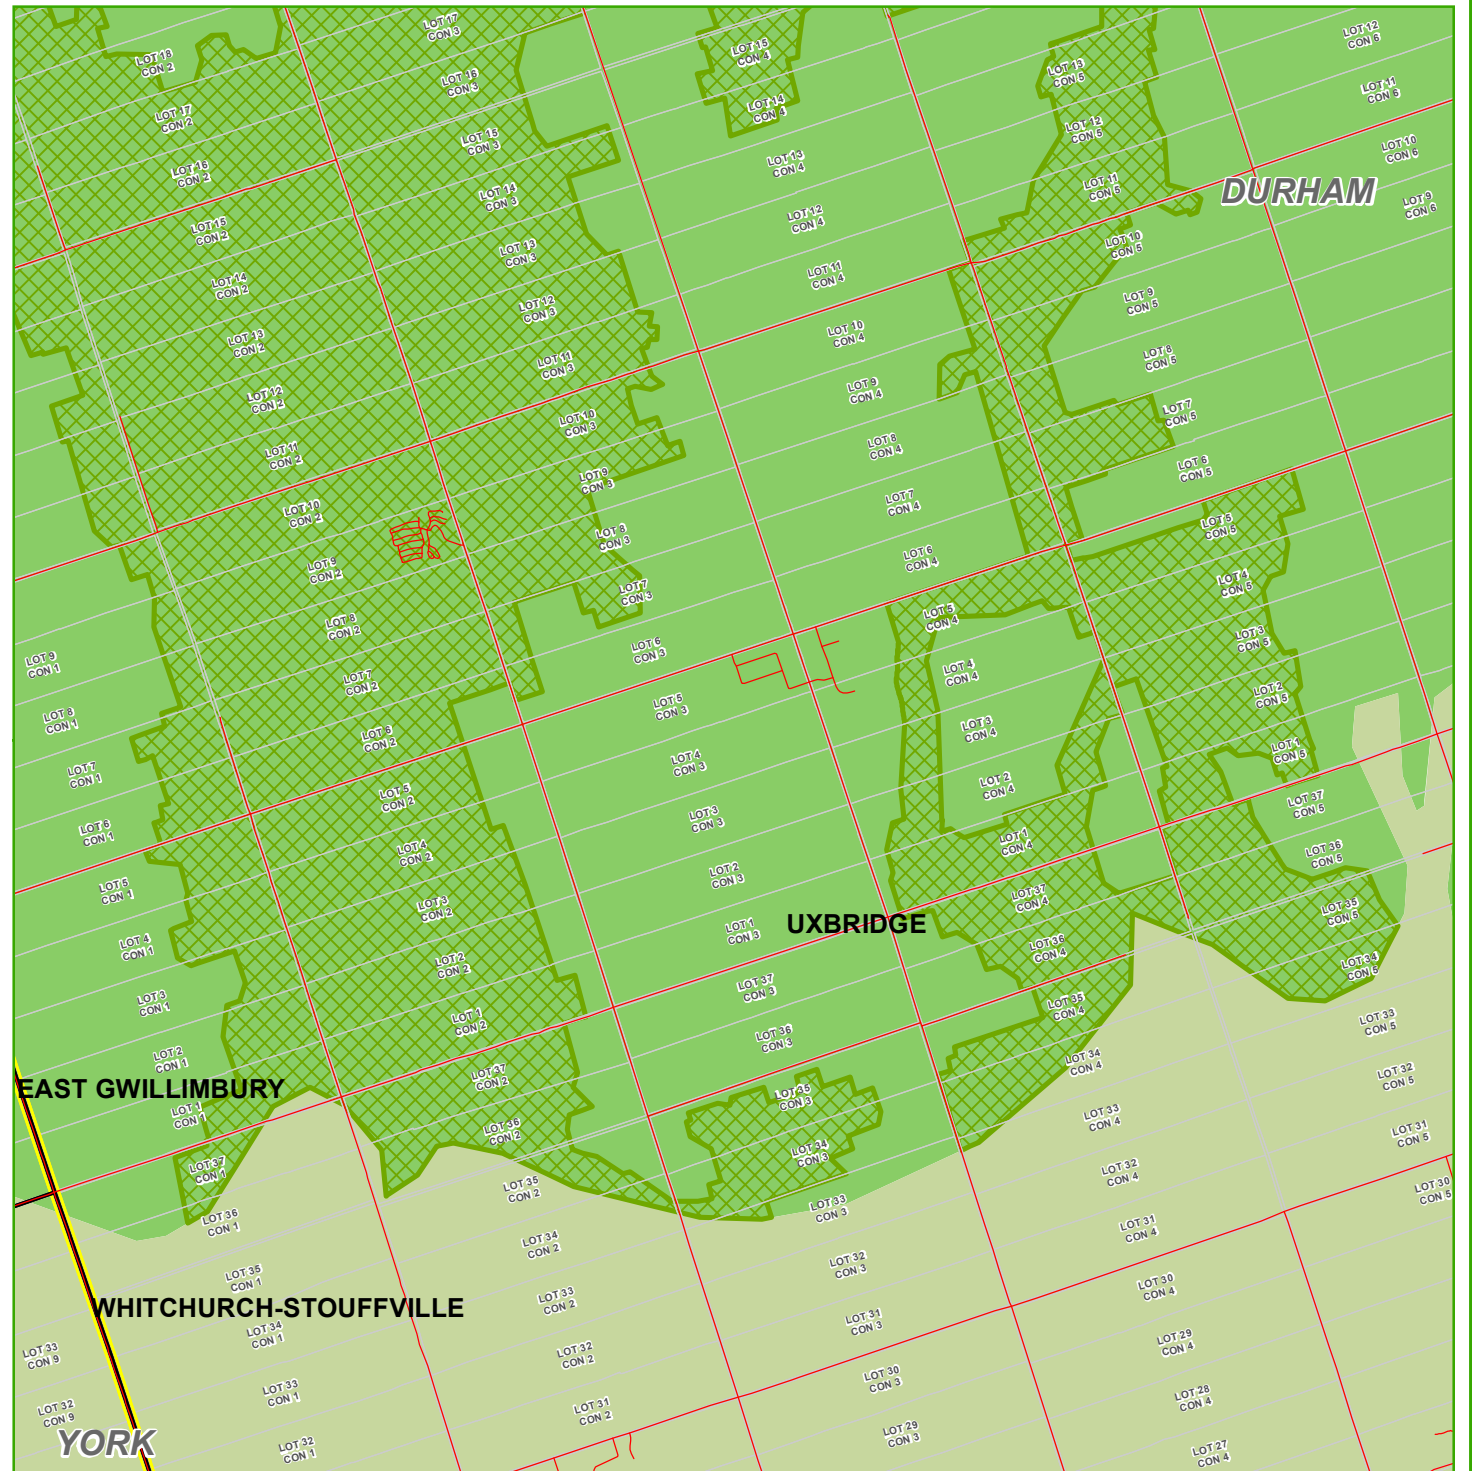 LOT 17
CON 3
LOT 12
CON 6
LOT 18
CON 2
LOT 15
CON 4
LOT 13
CON 5
LOT 16
CON 3
LOT 11
CON 6
LOT 17
CON 2
LOT 14
CON 4
LOT 12
CON 5
LOT 15
CON 3
LOT 10
CON 6
LOT 16
CON 2
LOT 13
CON 4
LOT 11
CON 5
DURHAM
LOT 14
CON 3
LOT 9
CON 6
LOT 15
CON 2
LOT 12
CON 4
LOT 10
CON 5
LOT 13
CON 3
LOT 14
CON 2
LOT 11
CON 4
LOT 9
CON 5
LOT 12
CON 3
LOT 13
CON 2
LOT 10
CON 4
LOT 8
CON 5
LOT 11
CON 3
LOT 12
CON 2
LOT 9
CON 4
LOT 7
CON 5
LOT 10
CON 3
LOT 11
CON 2
LOT 8
CON 4
LOT 6
CON 5
LOT 9
CON 3
LOT 10
CON 2
LOT 7
CON 4
LOT 5
CON 5
LOT 8
CON 3
LOT 9
CON 2
LOT 6
CON 4
LOT 4
CON 5
LOT 7
CON 3
LOT 8
CON 2
LOT 5
CON 4
LOT 3
CON 5
LOT 6
CON 3
LOT 9
CON 1
LOT 7
CON 2
LOT 4
CON 4
LOT 2
CON 5
LOT 5
CON 3
LOT 8
CON 1
LOT 6
CON 2
LOT 3
CON 4
LOT 1
CON 5
LOT 4
CON 3
LOT 7
CON 1
LOT 5
CON 2
LOT 2
CON 4
LOT 37
CON 5
LOT 3
CON 3
LOT 6
CON 1
LOT 4
CON 2
LOT 1
CON 4
LOT 36
CON 5
LOT 2
CON 3
LOT 5
CON 1
LOT 3
CON 2
LOT 37
CON 4
LOT 35
CON 5
UXBRIDGE
LOT 1
CON 3
LOT 4
CON 1
LOT 2
CON 2
LOT 36
CON 4
LOT 34
CON 5
LOT 37
CON 3
LOT 3
CON 1
LOT 1
CON 2
LOT 35
CON 4
LOT 33
CON 5
LOT 36
CON 3
LOT 2
CON 1
LOT 37
CON 2
LOT 34
CON 4
LOT 32
CON 5
EAST GWILLIMBURY
LOT 35
CON 3
LOT 1
CON 1
LOT 36
CON 2
LOT 33
CON 4
LOT 31
CON 5
LOT 34
CON 3
LOT 37
CON 1
LOT 35
CON 2
LOT 32
CON 4
LOT 30
CON 5
LOT 33
CON 3
LOT 36
CON 1
LOT 34
CON 2
LOT 31
CON 4
LOT 32
CON 3
LOT 35
CON 1
LOT 33
CON 2
LOT 30
CON 4
WHITCHURCH-STOUFFVILLE
LOT 31
CON 3
LOT 34
CON 1
LOT 33
CON 9
LOT 32
CON 2
LOT 29
CON 4
LOT 30
CON 3
LOT 33
CON 1
LOT 32
CON 9
LOT 31
CON 2
LOT 28
CON 4
LOT 29
CON 3
YORK
LOT 32
CON 1
LOT 27
CON 4